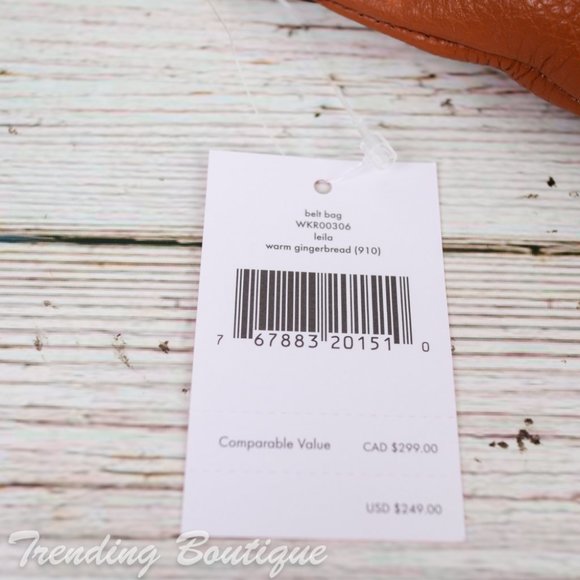 belt bag
WKR00306
leila
warm gingerbread (910)
7 67883 20151 0
Comparable Value CAD $299.00
USD $249.00
Trending Boutique